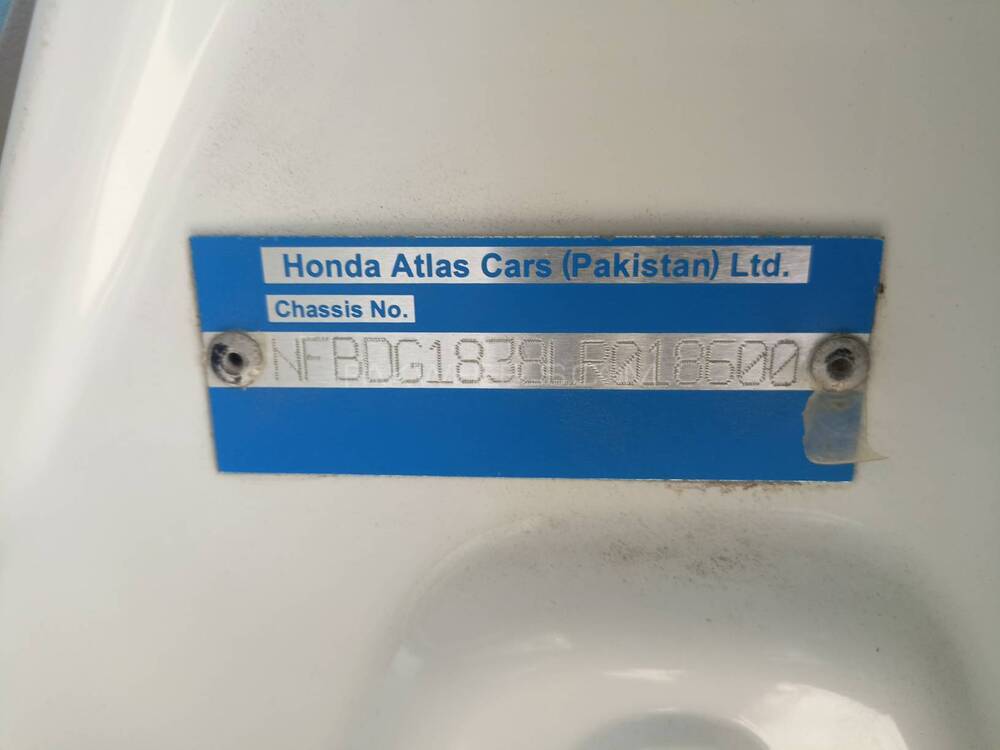 Honda Atlas Cars (Pakistan) Ltd.
Chassis No.
NFBDG1838LR018600